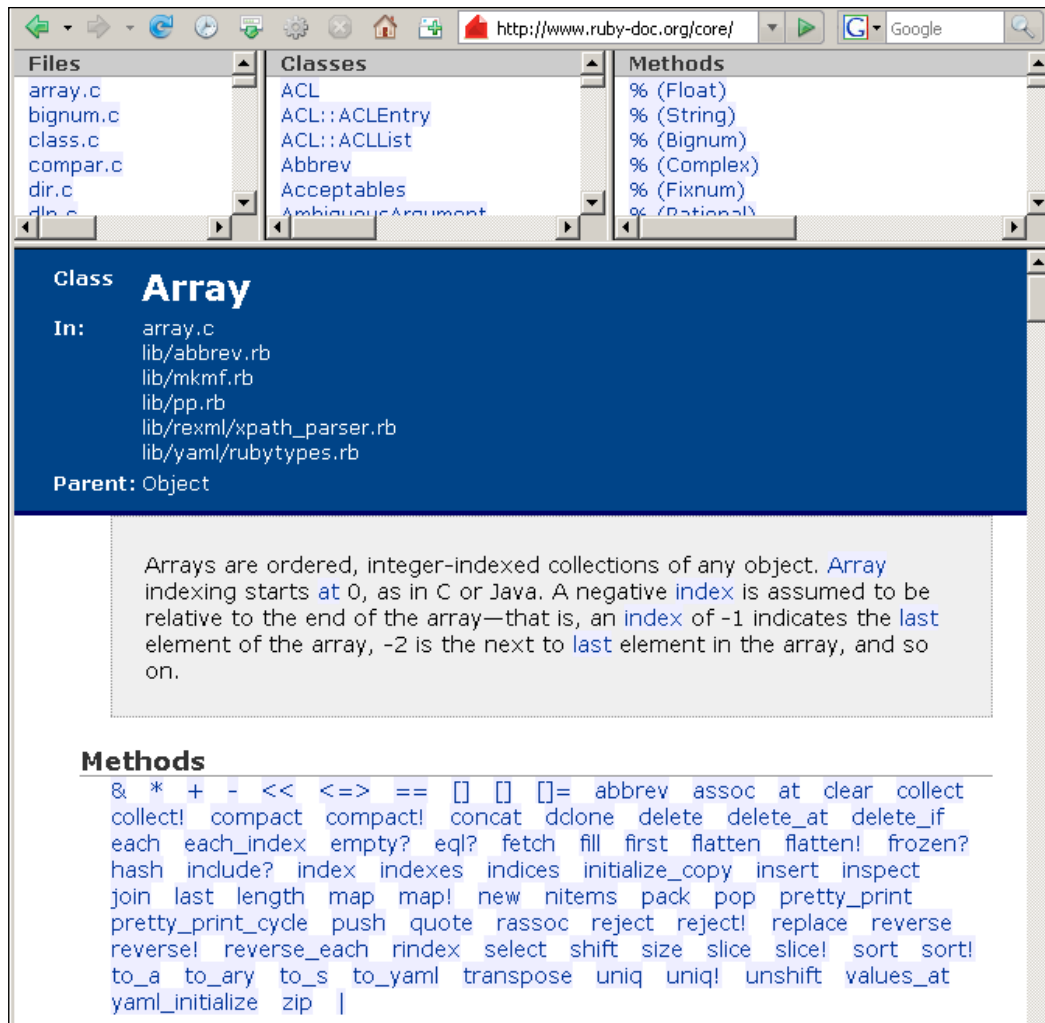 http://www.ruby-doc.org/core/
G
Google
Files
array.c
bignum.c
class.c
compar.c
dir.c
dln.c
Classes
ACL
ACL::ACLEntry
ACL::ACLList
Abbrev
Acceptables
AmbiguousArgument
Methods
% (Float)
% (String)
% (Bignum)
% (Complex)
% (Fixnum)
% (Rational)
Class Array
In: array.c
lib/abbrev.rb
lib/mkmf.rb
lib/pp.rb
lib/rexml/xpath_parser.rb
lib/yaml/rubytypes.rb
Parent: Object
Arrays are ordered, integer-indexed collections of any object. Array
indexing starts at 0, as in C or Java. A negative index is assumed to be
relative to the end of the array—that is, an index of -1 indicates the last
element of the array, -2 is the next to last element in the array, and so
on.
Methods
& * + - << <=> == [] [] []= abbrev assoc at clear collect
collect! compact compact! concat dclone delete delete_at delete_if
each each_index empty? eql? fetch fill first flatten flatten! frozen?
hash include? index indexes indices initialize_copy insert inspect
join last length map map! new nitems pack pop pretty_print
pretty_print_cycle push quote rassoc reject reject! replace reverse
reverse! reverse_each rindex select shift size slice slice! sort sort!
to_a to_ary to_s to_yaml transpose uniq uniq! unshift values_at
yaml_initialize zip |